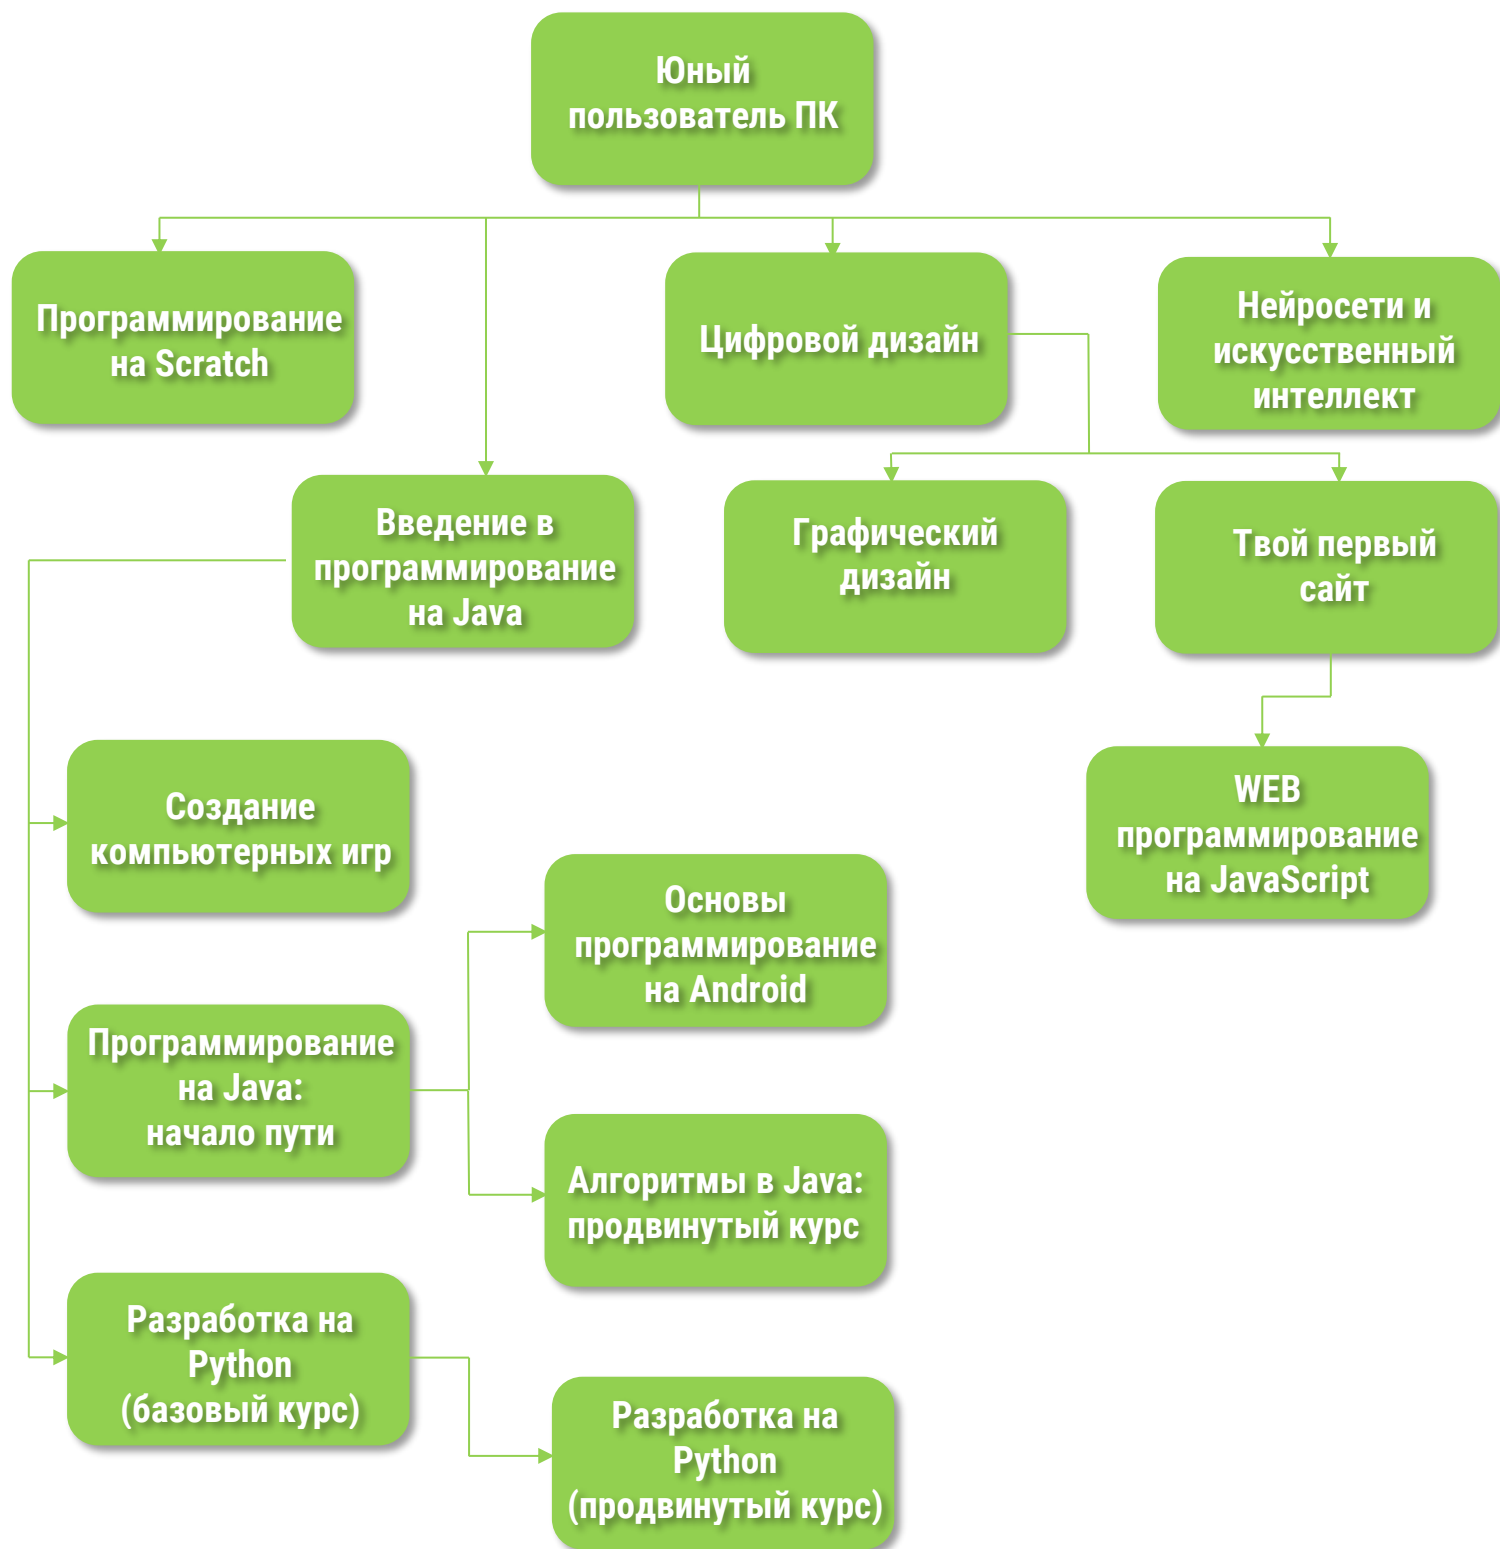 Юный
пользователь ПК
Программирование
на Scratch
Цифровой дизайн
Нейросети и
искусственный
интеллект
Введение в
программирование
на Java
Графический
дизайн
Твой первый
сайт
Создание
компьютерных игр
WEB
программирование
на JavaScript
Основы
программирование
на Android
Программирование
на Java:
начало пути
Алгоритмы в Java:
продвинутый курс
Разработка на
Python
(базовый курс)
Разработка на
Python
(продвинутый курс)